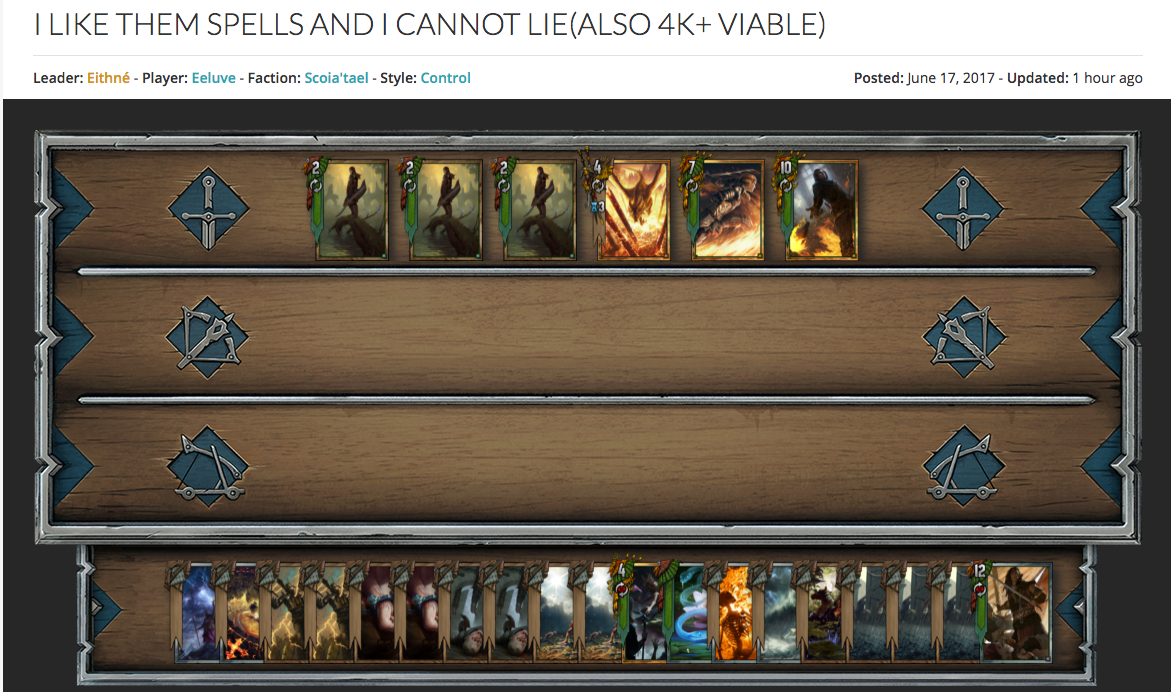 I LIKE THEM SPELLS AND I CANNOT LIE(ALSO 4K+ VIABLE)
Leader: Eithné - Player: Eeluve - Faction: Scoia'tael - Style: Control
Posted: June 17, 2017 - Updated: 1 hour ago
2 2 2 4 7 10
3
4 12